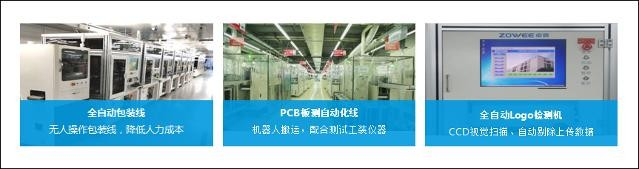 全自动包装线
无人操作包装线，降低人力成本
PCB板测自动化线
机器人搬运，配合测试工装仪器
ZOWEE 卓翼
全自动Logo检测机
CCD视觉扫描、自动剔除上传数据